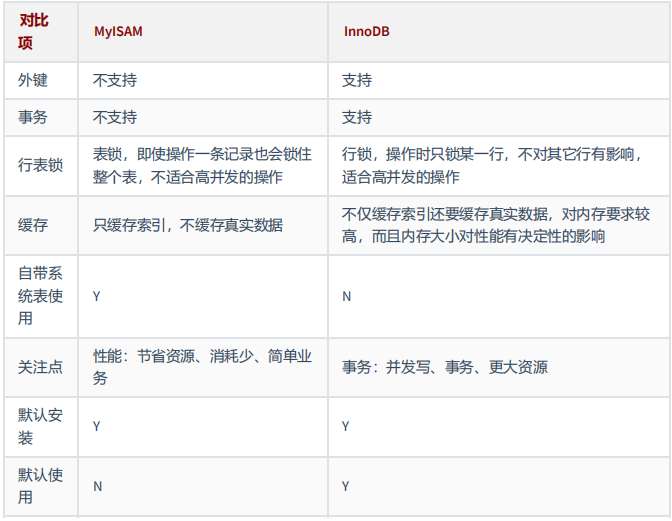 对比
项
MyISAM
InnoDB
外键
不支持
支持
事务
不支持
支持
行表锁
表锁，即使操作一条记录也会锁住
整个表，不适合高并发的操作
行锁，操作时只锁某一行，不对其它行有影响，
适合高并发的操作
缓存
只缓存索引，不缓存真实数据
不仅缓存索引还要缓存真实数据，对内存要求较
高，而且内存大小对性能有决定性的影响
自带系
统表使
用
Y
N
关注点
性能：节省资源、消耗少、简单业
务
事务：并发写、事务、更大资源
默认安
装
Y
Y
默认使
用
N
Y